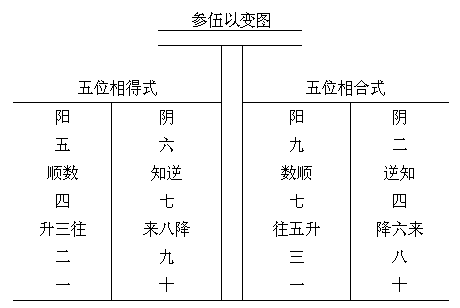 参伍以变图
五位相得式 五位相合式
阳 阴 阳 阴
五 六 九 二
顺数 知逆 数顺 逆知
四 七 七 四
升三往 来八降 往五升 降六来
二 九 三 八
一 十 一 十